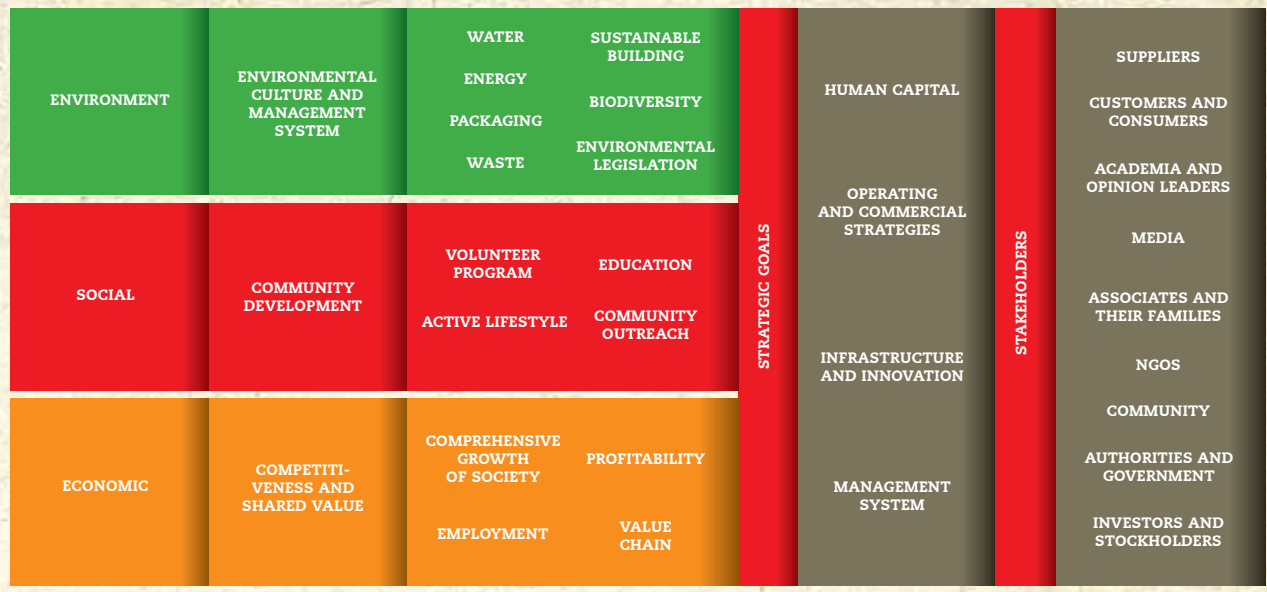 ENVIRONMENT
ENVIRONMENTAL
CULTURE AND
MANAGEMENT
SYSTEM
WATER
ENERGY
PACKAGING
WASTE
SUSTAINABLE
BUILDING
BIODIVERSITY
ENVIRONMENTAL
LEGISLATION
SOCIAL
COMMUNITY
DEVELOPMENT
VOLUNTEER
PROGRAM
ACTIVE LIFESTYLE
EDUCATION
COMMUNITY
OUTREACH
ECONOMIC
COMPETITI-
VENESS AND
SHARED VALUE
COMPREHENSIVE
GROWTH
OF SOCIETY
EMPLOYMENT
PROFITABILITY
VALUE
CHAIN
STRATEGIC GOALS
HUMAN CAPITAL
OPERATING
AND COMMERCIAL
STRATEGIES
INFRASTRUCTURE
AND INNOVATION
MANAGEMENT
SYSTEM
STAKEHOLDERS
SUPPLIERS
CUSTOMERS AND
CONSUMERS
ACADEMIA AND
OPINION LEADERS
MEDIA
ASSOCIATES AND
THEIR FAMILIES
NGOS
COMMUNITY
AUTHORITIES AND
GOVERNMENT
INVESTORS AND
STOCKHOLDERS